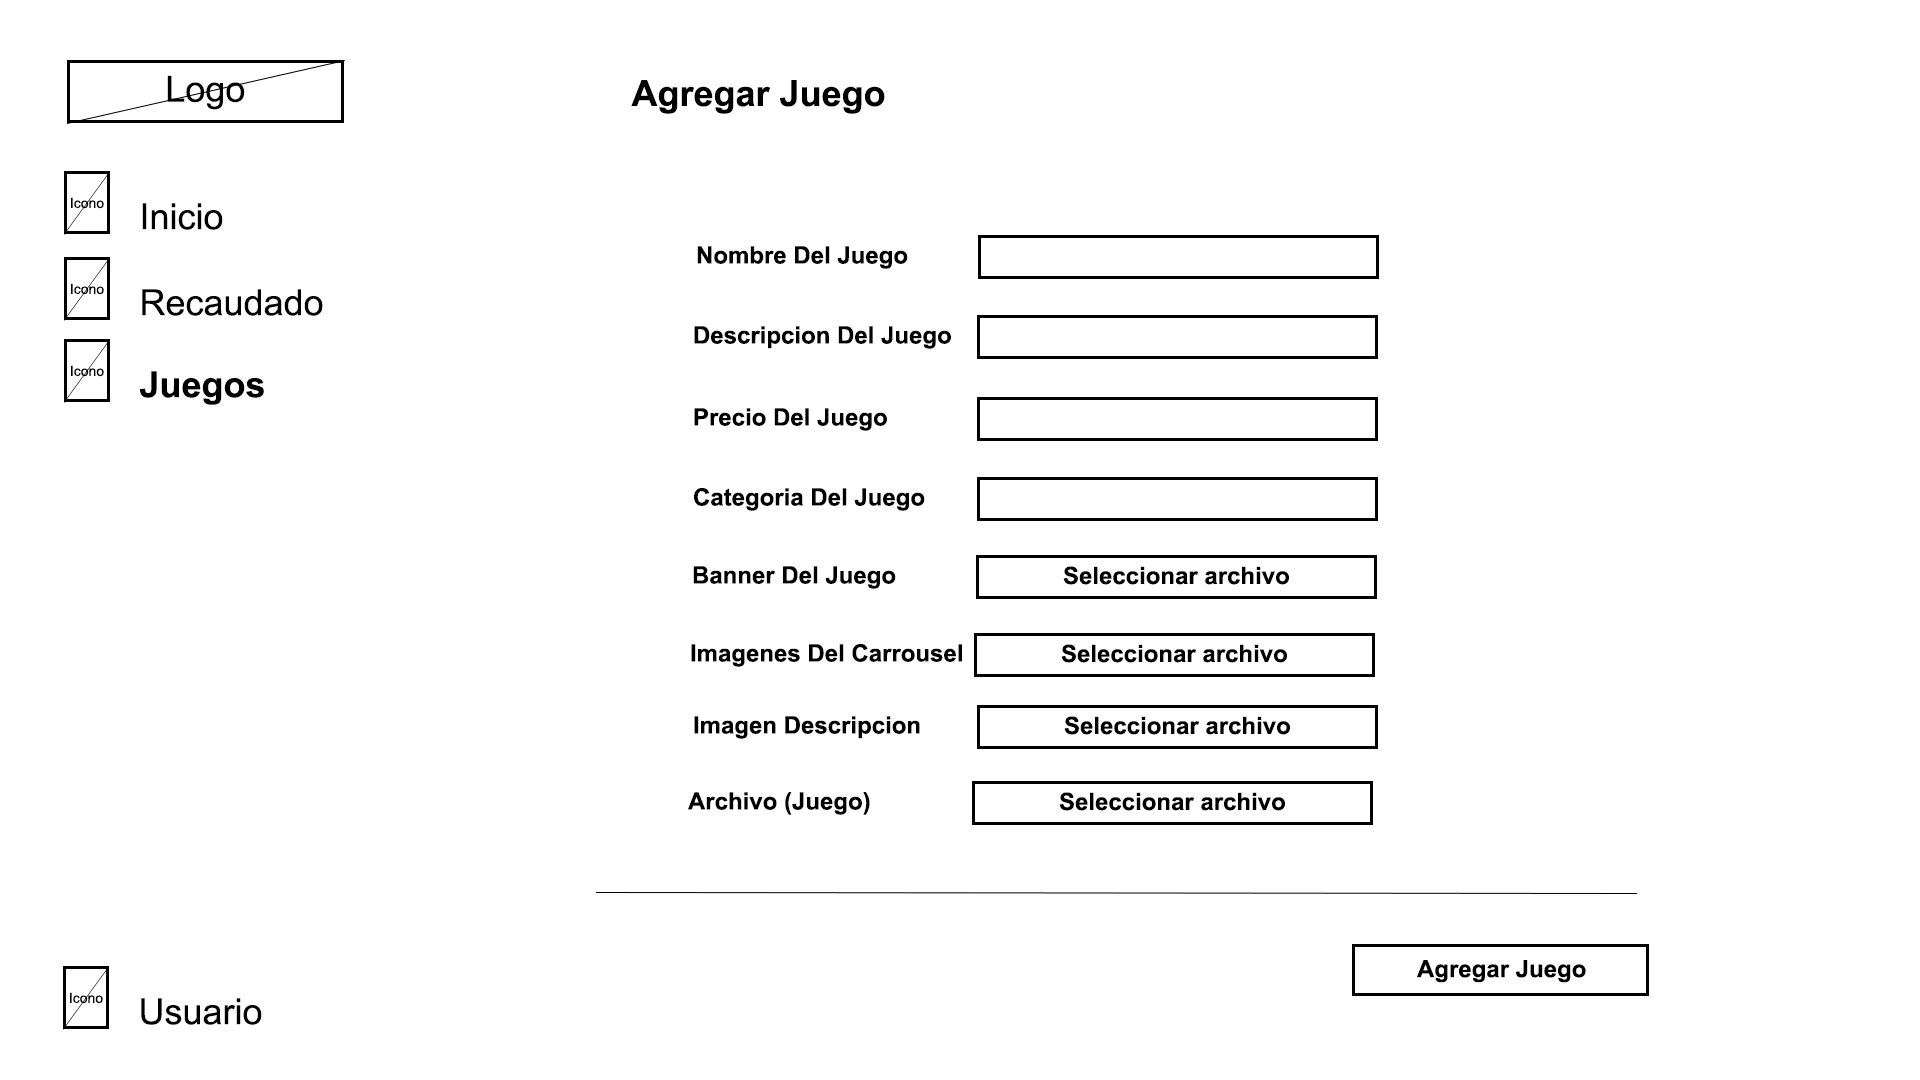 Logo
Agregar Juego
Icono
Inicio
Icono
Recaudado
Icono
Juegos
Nombre Del Juego
Descripcion Del Juego
Precio Del Juego
Categoria Del Juego
Banner Del Juego
Seleccionar archivo
Imagenes Del Carrousel
Seleccionar archivo
Imagen Descripcion
Seleccionar archivo
Archivo (Juego)
Seleccionar archivo
Agregar Juego
Icono
Usuario